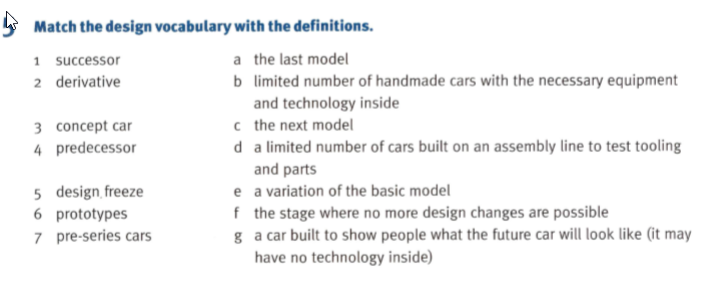 5 Match the design vocabulary with the definitions.
1 successor a the last model
2 derivative b limited number of handmade cars with the necessary equipment
and technology inside
3 concept car c the next model
4 predecessor d a limited number of cars built on an assembly line to test tooling
and parts
5 design freeze e a variation of the basic model
6 prototypes f the stage where no more design changes are possible
7 pre-series cars g a car built to show people what the future car will look like (it may
have no technology inside)